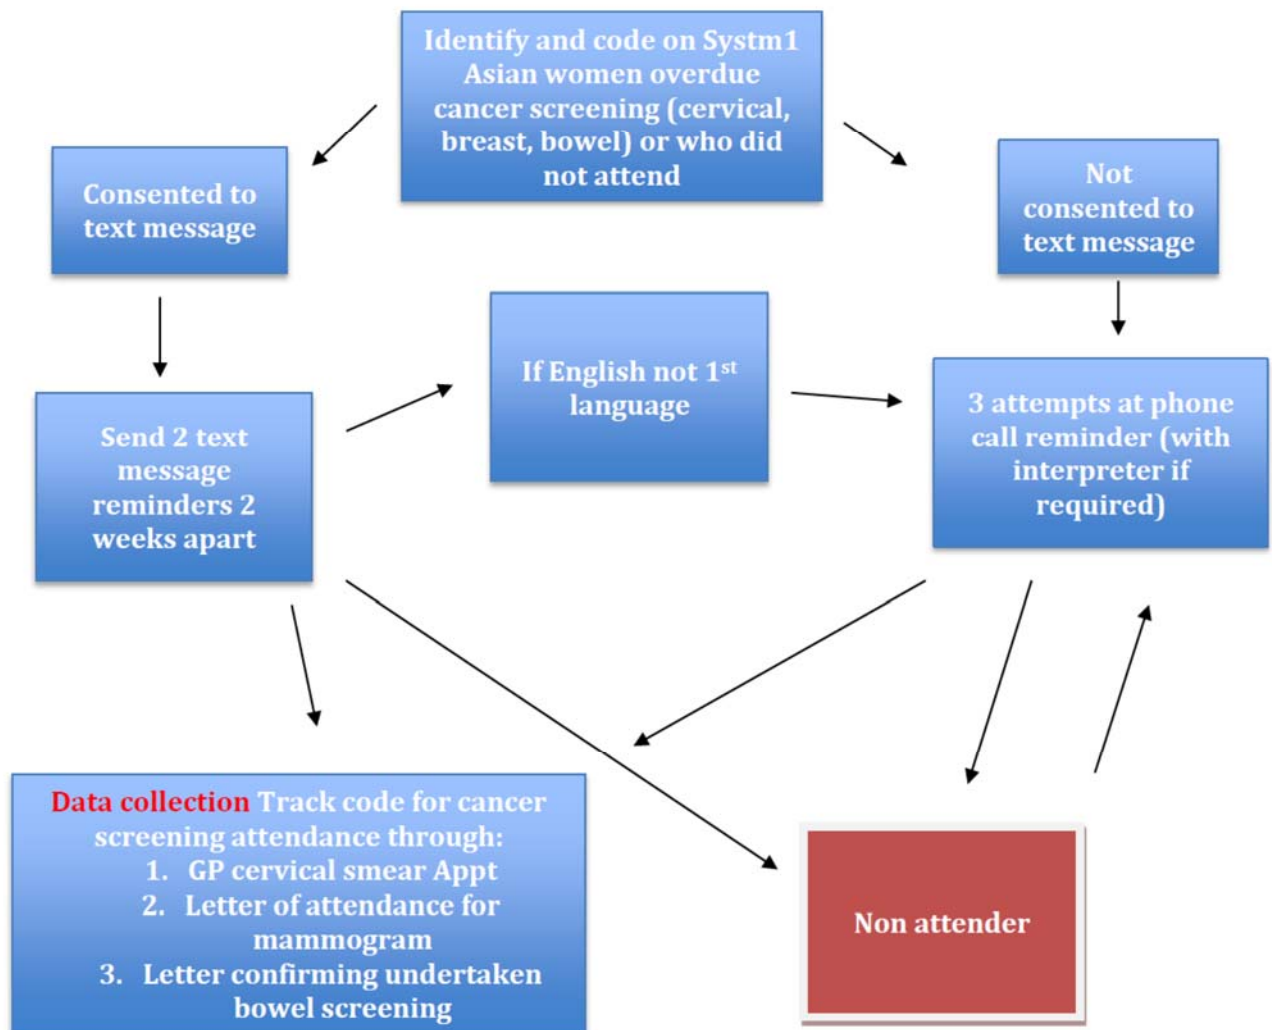 Identify and code on Systm1
Asian women overdue
cancer screening (cervical,
breast, bowel) or who did
not attend
Consented to
text message
Not
consented to
text message
If English not 1st
language
Send 2 text
message
reminders 2
weeks apart
3 attempts at phone
call reminder (with
interpreter if
required)
Data collection Track code for cancer
screening attendance through:
1. GP cervical smear Appt
2. Letter of attendance for
mammogram
3. Letter confirming undertaken
bowel screening
Non attender